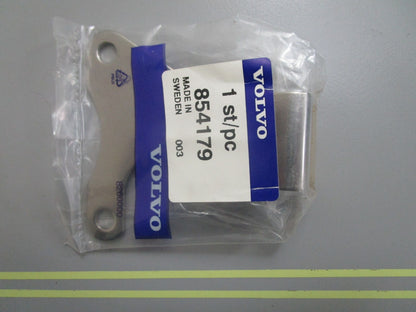 VOLVO
1 st/pc
854179
MADE IN
SWEDEN
003
VOLVO